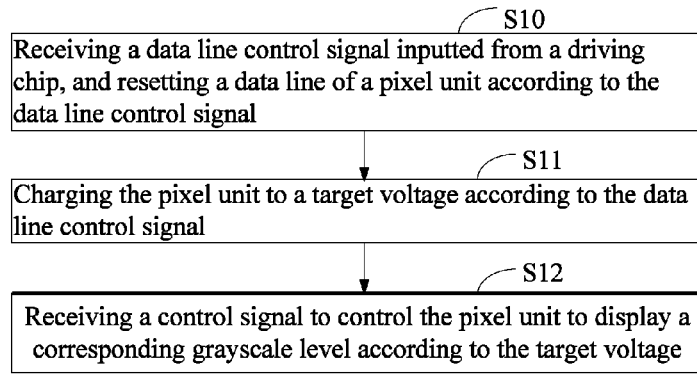 S10
Receiving a data line control signal inputted from a driving
chip, and resetting a data line of a pixel unit according to the
data line control signal
S11
Charging the pixel unit to a target voltage according to the data
line control signal
S12
Receiving a control signal to control the pixel unit to display a
corresponding grayscale level according to the target voltage